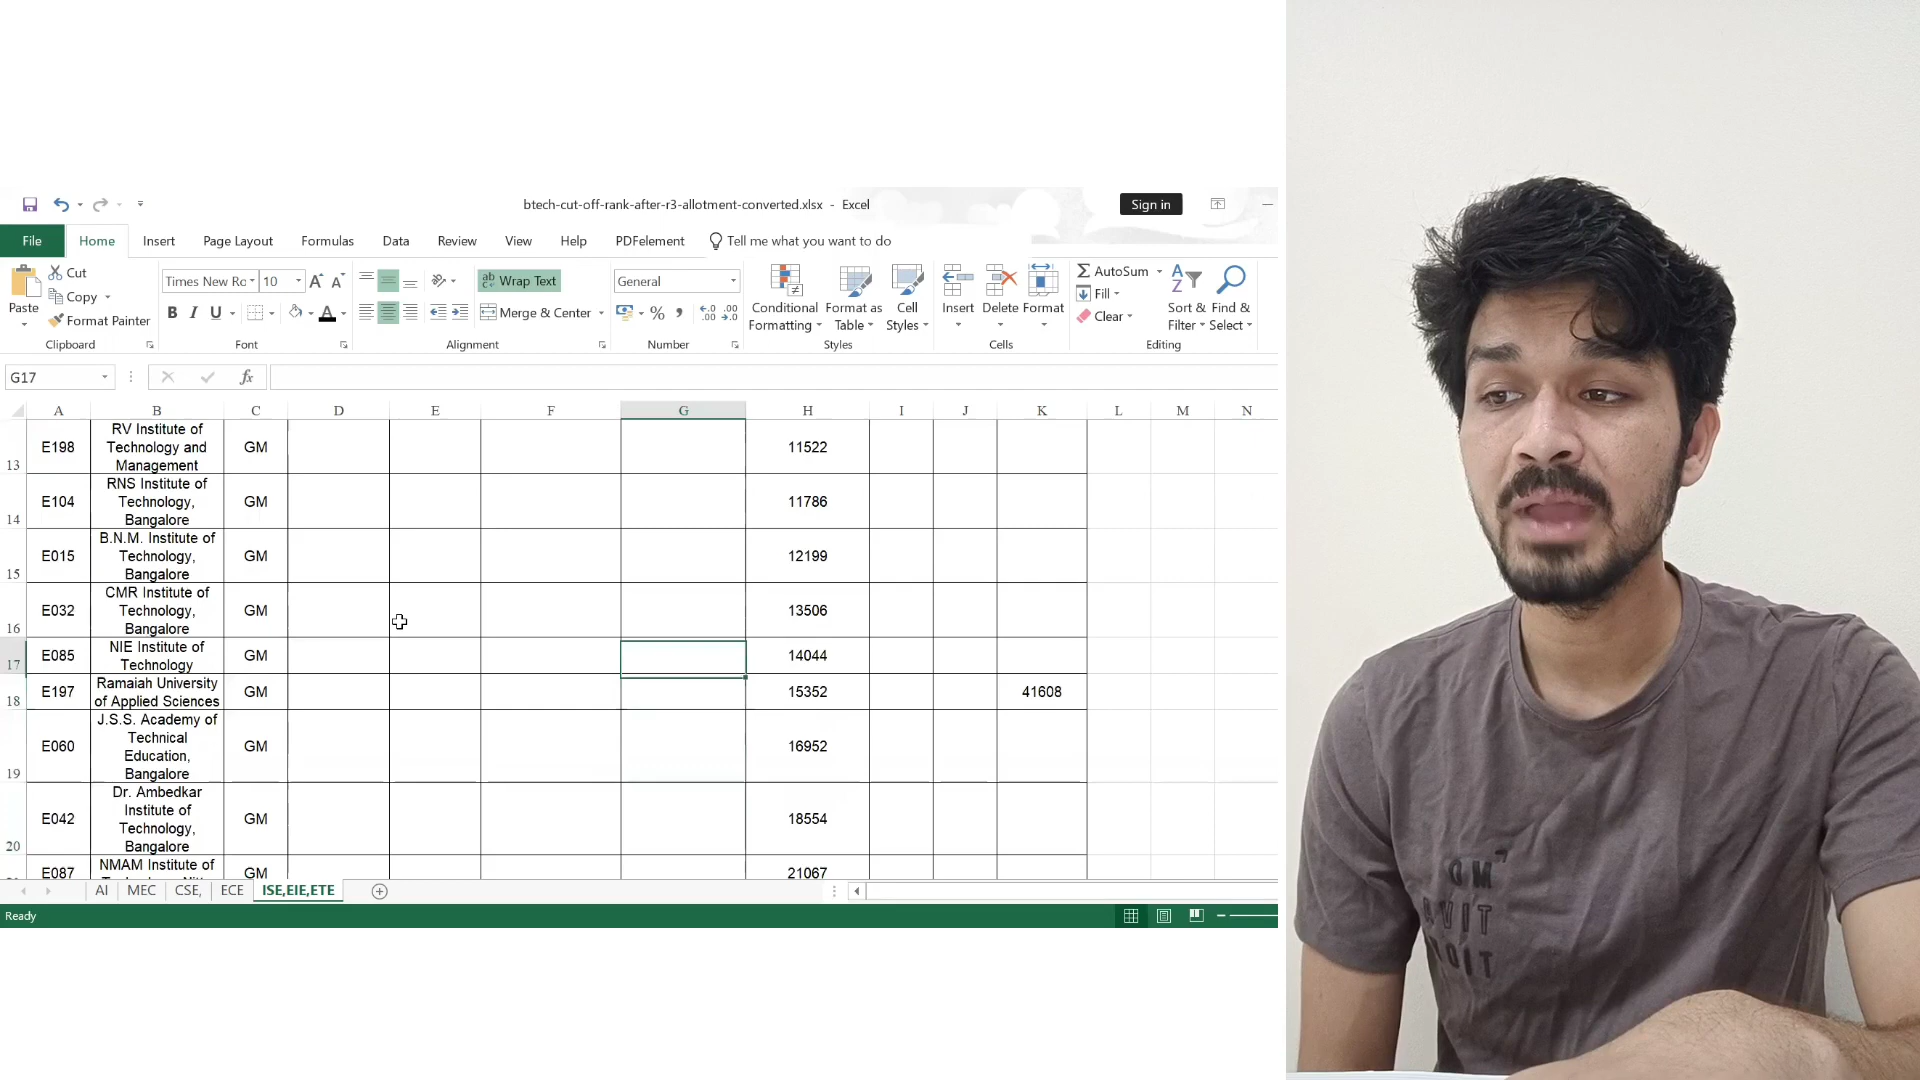 btech-cut-off-rank-after-r3-allotment-converted.xlsx - Excel
Sign in
File Home Insert Page Layout Formulas Data Review View Help PDFelement Tell me what you want to do
Paste
Cut
Copy
Format Painter
Times New Rc 10
B I U
Wrap Text
Merge & Center
General
Conditional Formatting
Format as Table
Cell Styles
Insert Delete Format
AutoSum
Fill
Clear
Sort & Filter
Find & Select
Clipboard Font Alignment Number Styles Cells Editing
G17 fx
A B C D E F G H I J K L M N
13 E198 RV Institute of Technology and Management GM 11522
14 E104 RNS Institute of Technology, Bangalore GM 11786
15 E015 B.N.M. Institute of Technology, Bangalore GM 12199
16 E032 CMR Institute of Technology, Bangalore GM 13506
17 E085 NIE Institute of Technology GM 14044
18 E197 Ramaiah University of Applied Sciences GM 15352 41608
19 E060 J.S.S. Academy of Technical Education, Bangalore GM 16952
20 E042 Dr. Ambedkar Institute of Technology, Bangalore GM 18554
E087 NMAM Institute of GM 21067
AI MEC CSE, ECE ISE,EIE,ETE
Ready